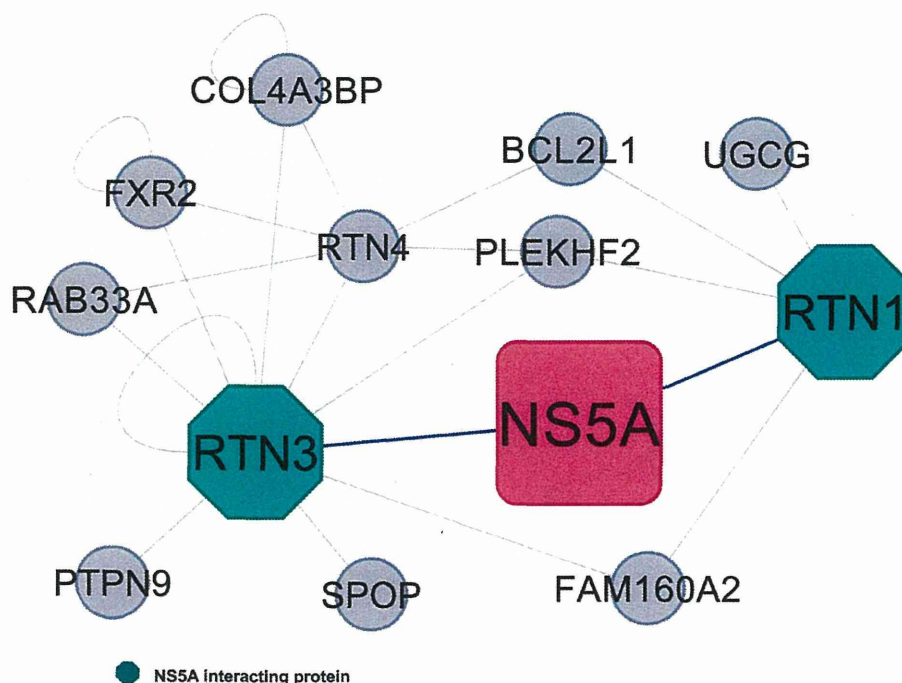 COL4A3BP
BCL2L1
UGCG
FXR2
RTN4
PLEKHF2
RAB33A
RTN1
NS5A
RTN3
PTPN9
SPOP
FAM160A2
NS5A interacting protein